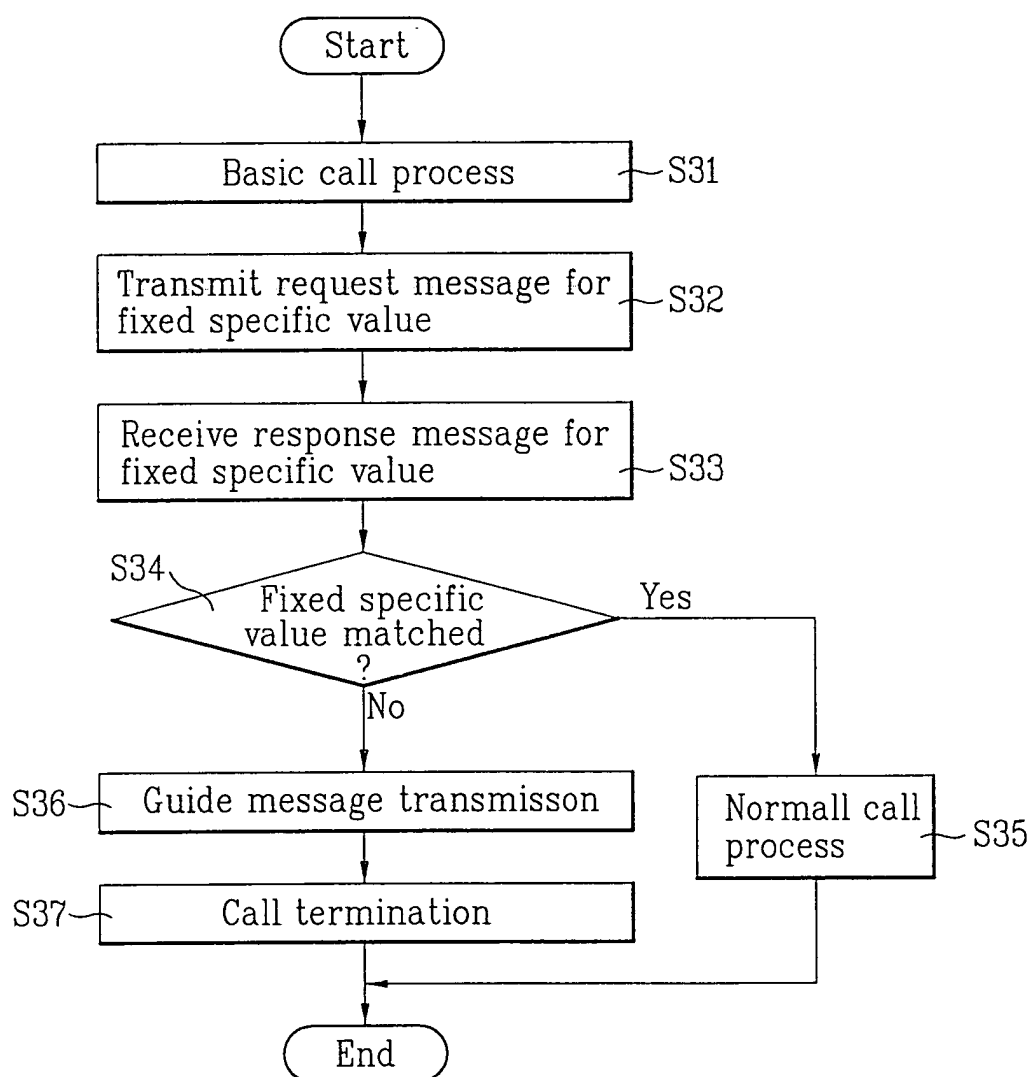 Start
Basic call process
S31
Transmit request message for
fixed specific value
S32
Receive response message for
fixed specific value
S33
S34
Fixed specific
value matched
?
Yes
No
S36
Guide message transmisson
Normall call
process
S35
S37
Call termination
End